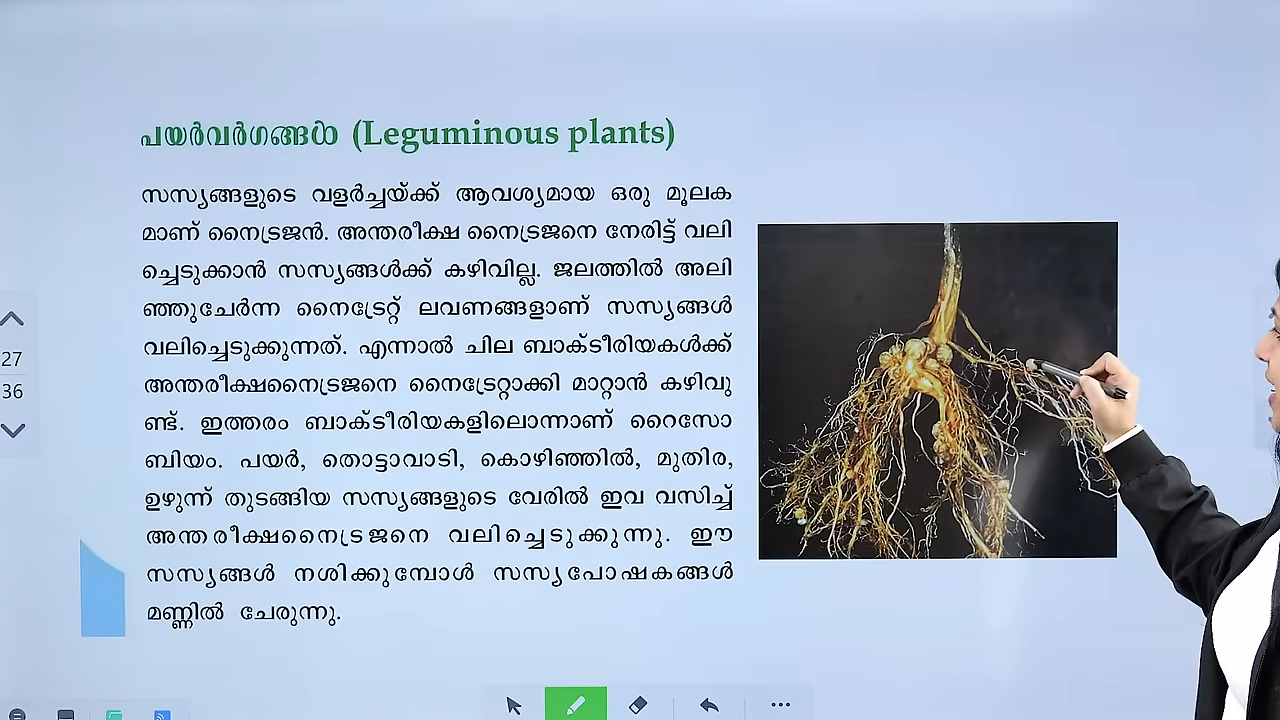 പയർവർഗങ്ങൾ (Leguminous plants)
സസ്യങ്ങളുടെ വളർച്ചയ്ക്ക് ആവശ്യമായ ഒരു മൂലക
മാണ് നൈട്രജൻ. അന്തരീക്ഷ നൈട്രജനെ നേരിട്ട് വലി
ച്ചെടുക്കാൻ സസ്യങ്ങൾക്ക് കഴിവില്ല. ജലത്തിൽ അലി
ഞ്ഞുചേർന്ന നൈട്രേറ്റ് ലവണങ്ങളാണ് സസ്യങ്ങൾ
വലിച്ചെടുക്കുന്നത്. എന്നാൽ ചില ബാക്ടീരിയകൾക്ക്
അന്തരീക്ഷനൈട്രജനെ നൈട്രേറ്റാക്കി മാറ്റാൻ കഴിവു
ണ്ട്. ഇത്തരം ബാക്ടീരിയകളിലൊന്നാണ് റൈസോ
ബിയം. പയർ, തൊട്ടാവാടി, കൊഴിഞ്ഞിൽ, മുതിര,
ഉഴുന്ന് തുടങ്ങിയ സസ്യങ്ങളുടെ വേരിൽ ഇവ വസിച്ച്
അന്തരീക്ഷനൈട്രജനെ വലിച്ചെടുക്കുന്നു. ഈ
സസ്യങ്ങൾ നശിക്കുമ്പോൾ സസ്യപോഷകങ്ങൾ
മണ്ണിൽ ചേരുന്നു.
27
36